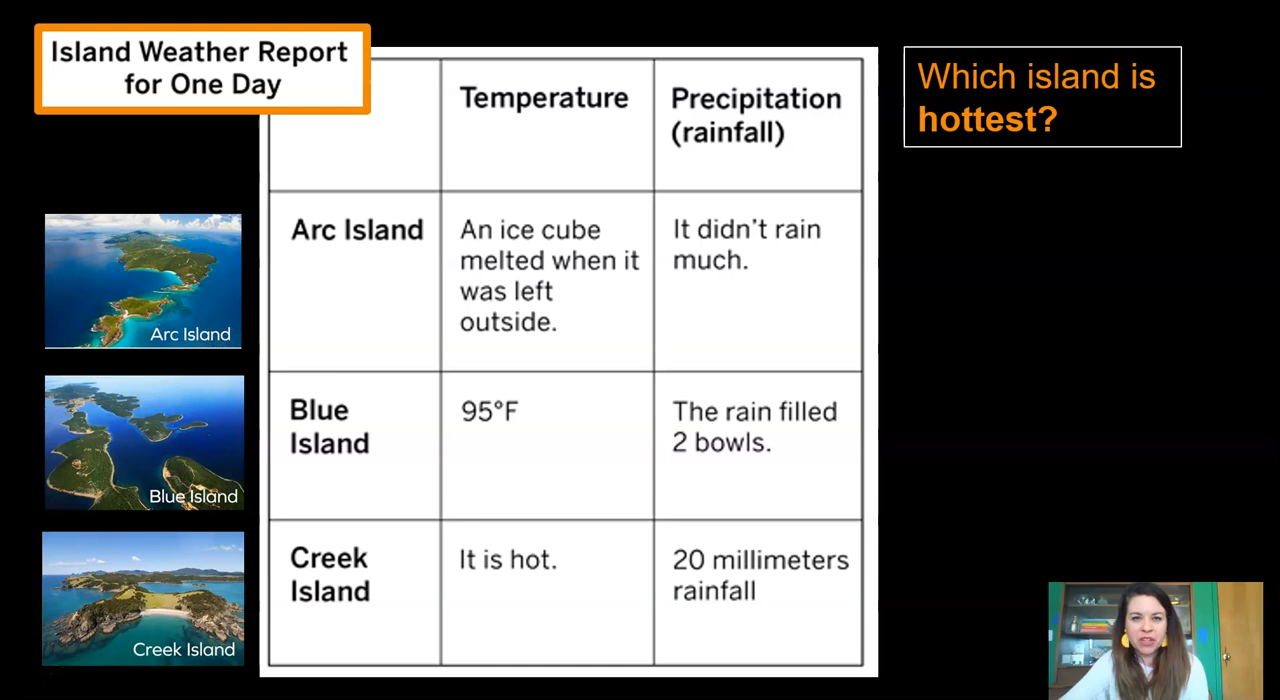 Island Weather Report
for One Day
Which island is
hottest?
Temperature
Precipitation
(rainfall)
Arc Island
An ice cube
melted when it
was left
outside.
It didn't rain
much.
Arc Island
Blue
Island
95°F
The rain filled
2 bowls.
Blue Island
Creek
Island
It is hot.
20 millimeters
rainfall
Creek Island